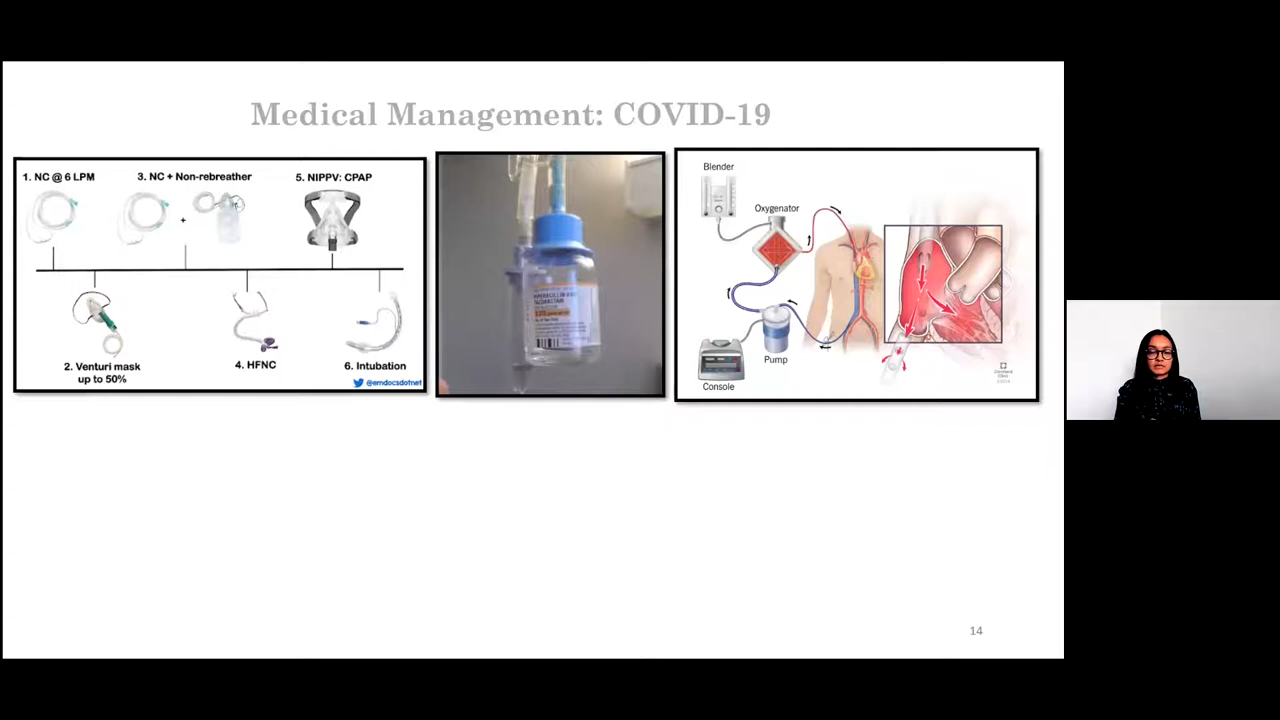 Medical Management: COVID-19
1. NC @ 6 LPM
3. NC + Non-rebreather
5. NIPPV: CPAP
+
2. Venturi mask
up to 50%
4. HFNC
6. Intubation
@emdocsdotnet
Blender
Oxygenator
Pump
Console
14